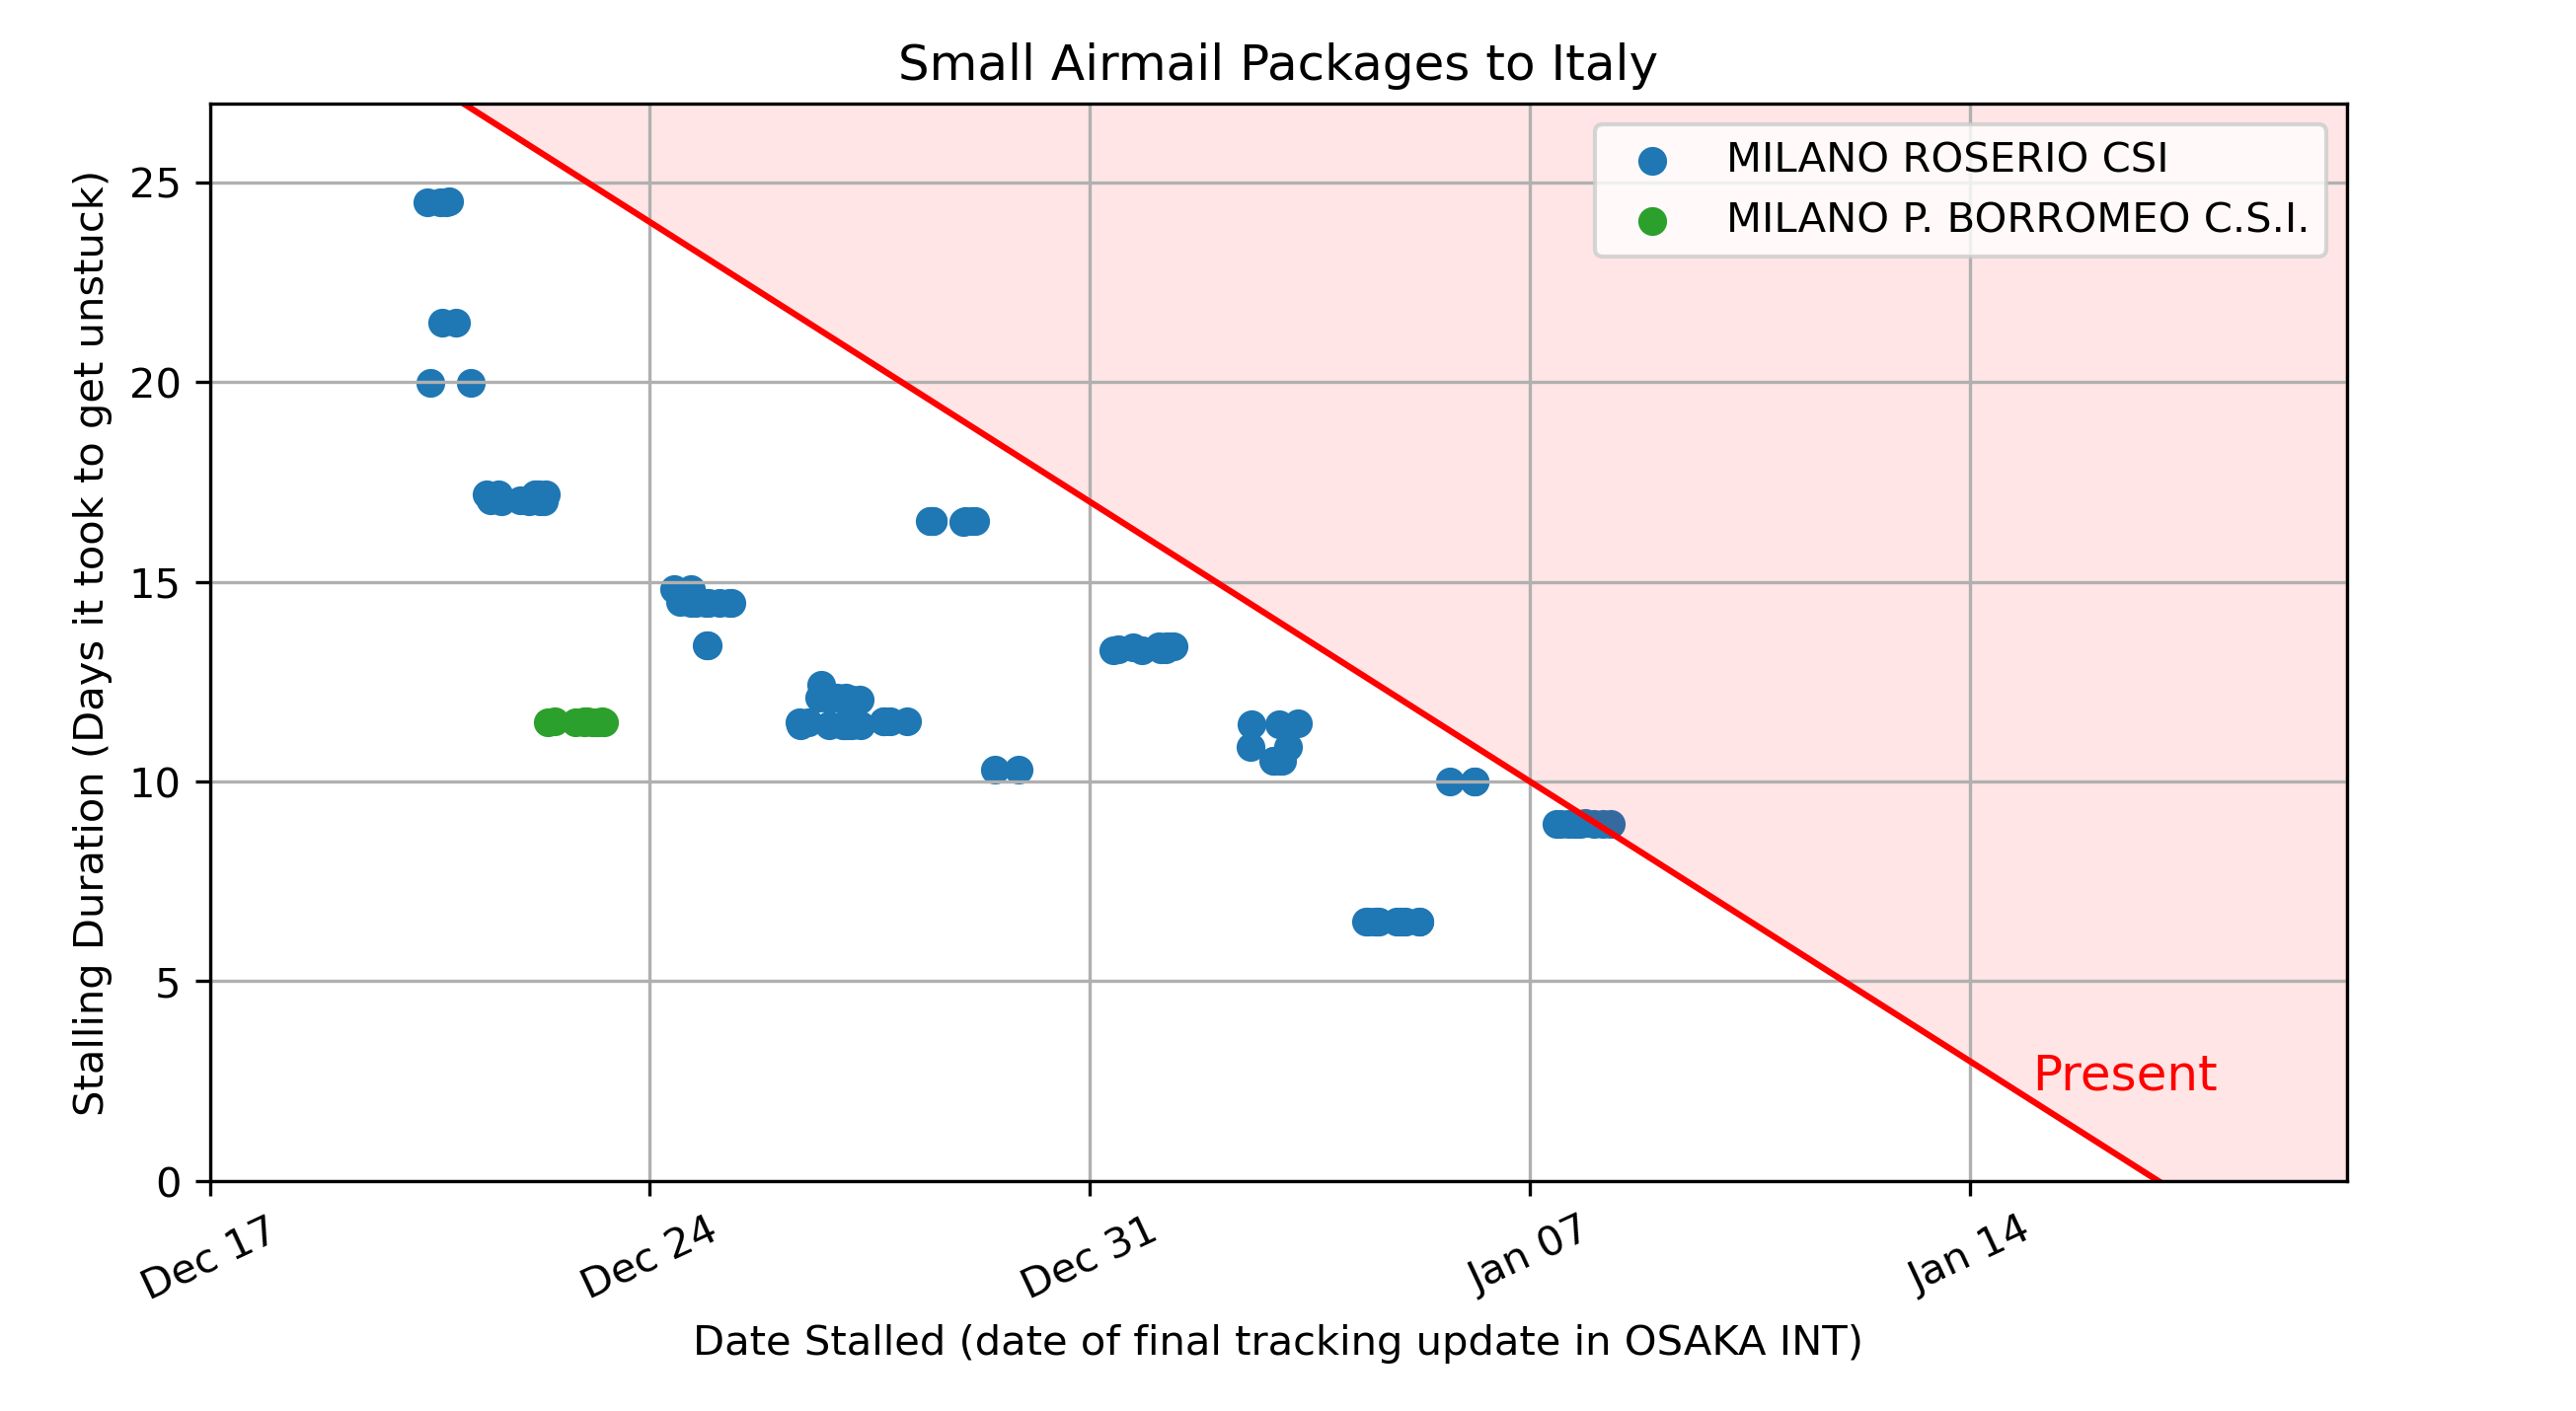 Small Airmail Packages to Italy
MILANO ROSERIO CSI
MILANO P. BORROMEO C.S.I.
Stalling Duration (Days it took to get unstuck)
25
20
15
10
5
0
Present
Dec 17
Dec 24
Dec 31
Jan 07
Jan 14
Date Stalled (date of final tracking update in OSAKA INT)